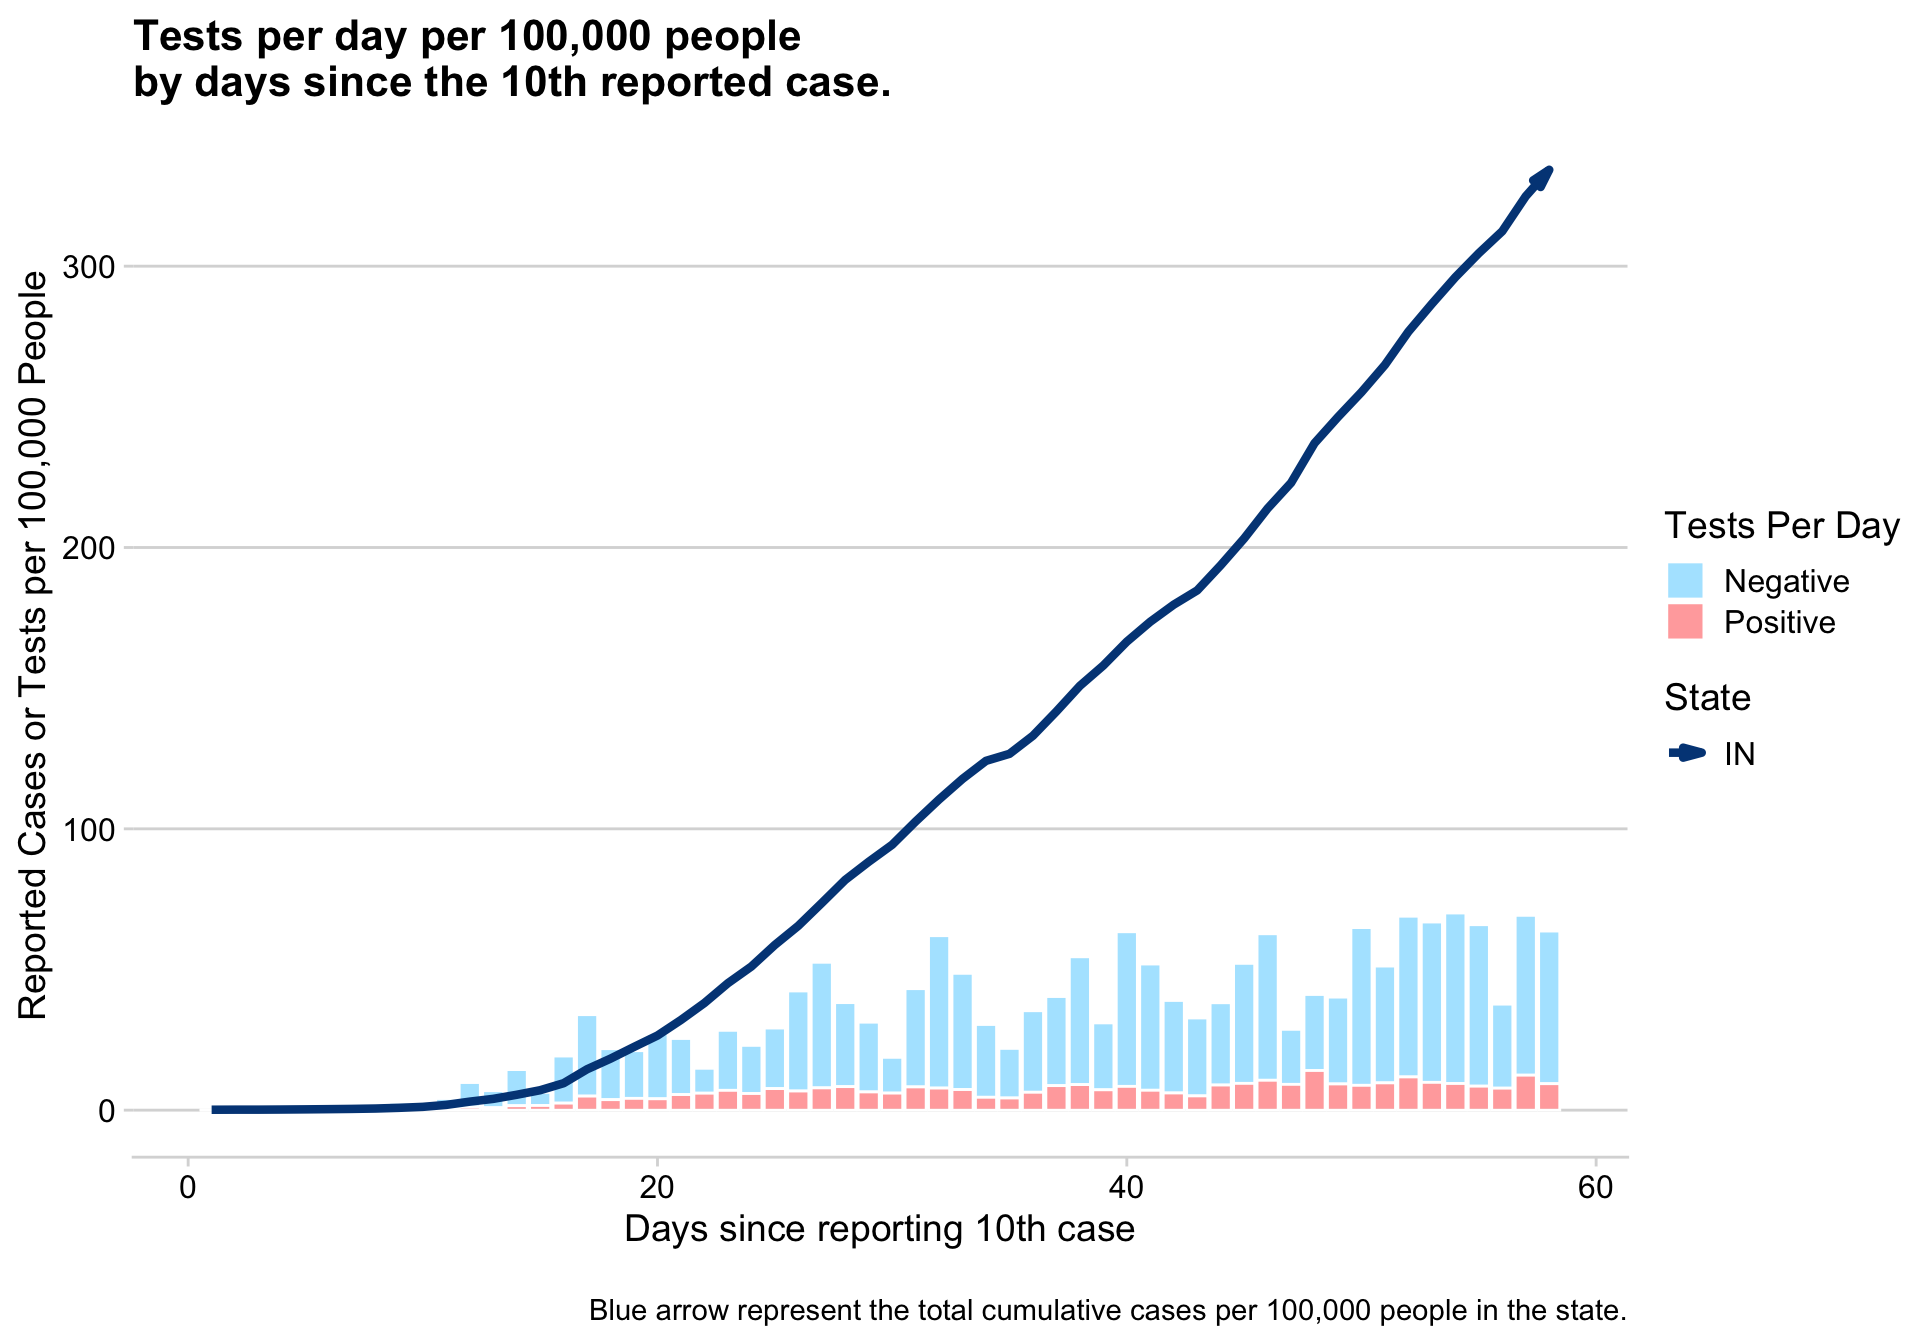 Tests per day per 100,000 people
by days since the 10th reported case.
Reported Cases or Tests per 100,000 People
300
200
100
0
0
20
40
60
Days since reporting 10th case
Tests Per Day
Negative
Positive
State
IN
Blue arrow represent the total cumulative cases per 100,000 people in the state.